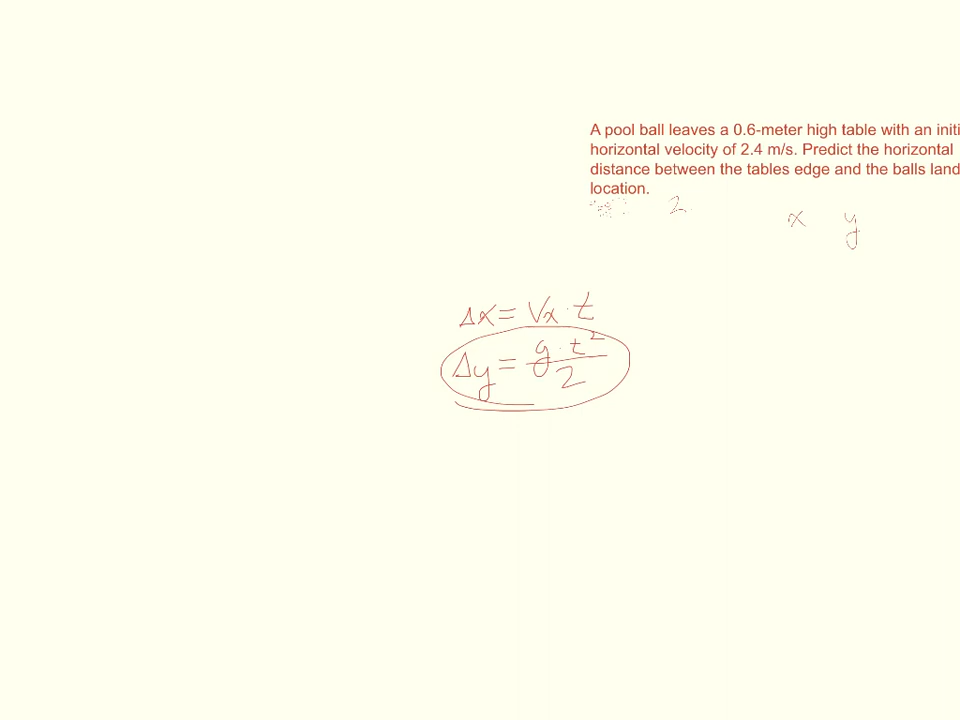 A pool ball leaves a 0.6-meter high table with an initi
horizontal velocity of 2.4 m/s. Predict the horizontal
distance between the tables edge and the balls land
location.
2 x y
Δx = Vx · t
Δy = g · t² / 2